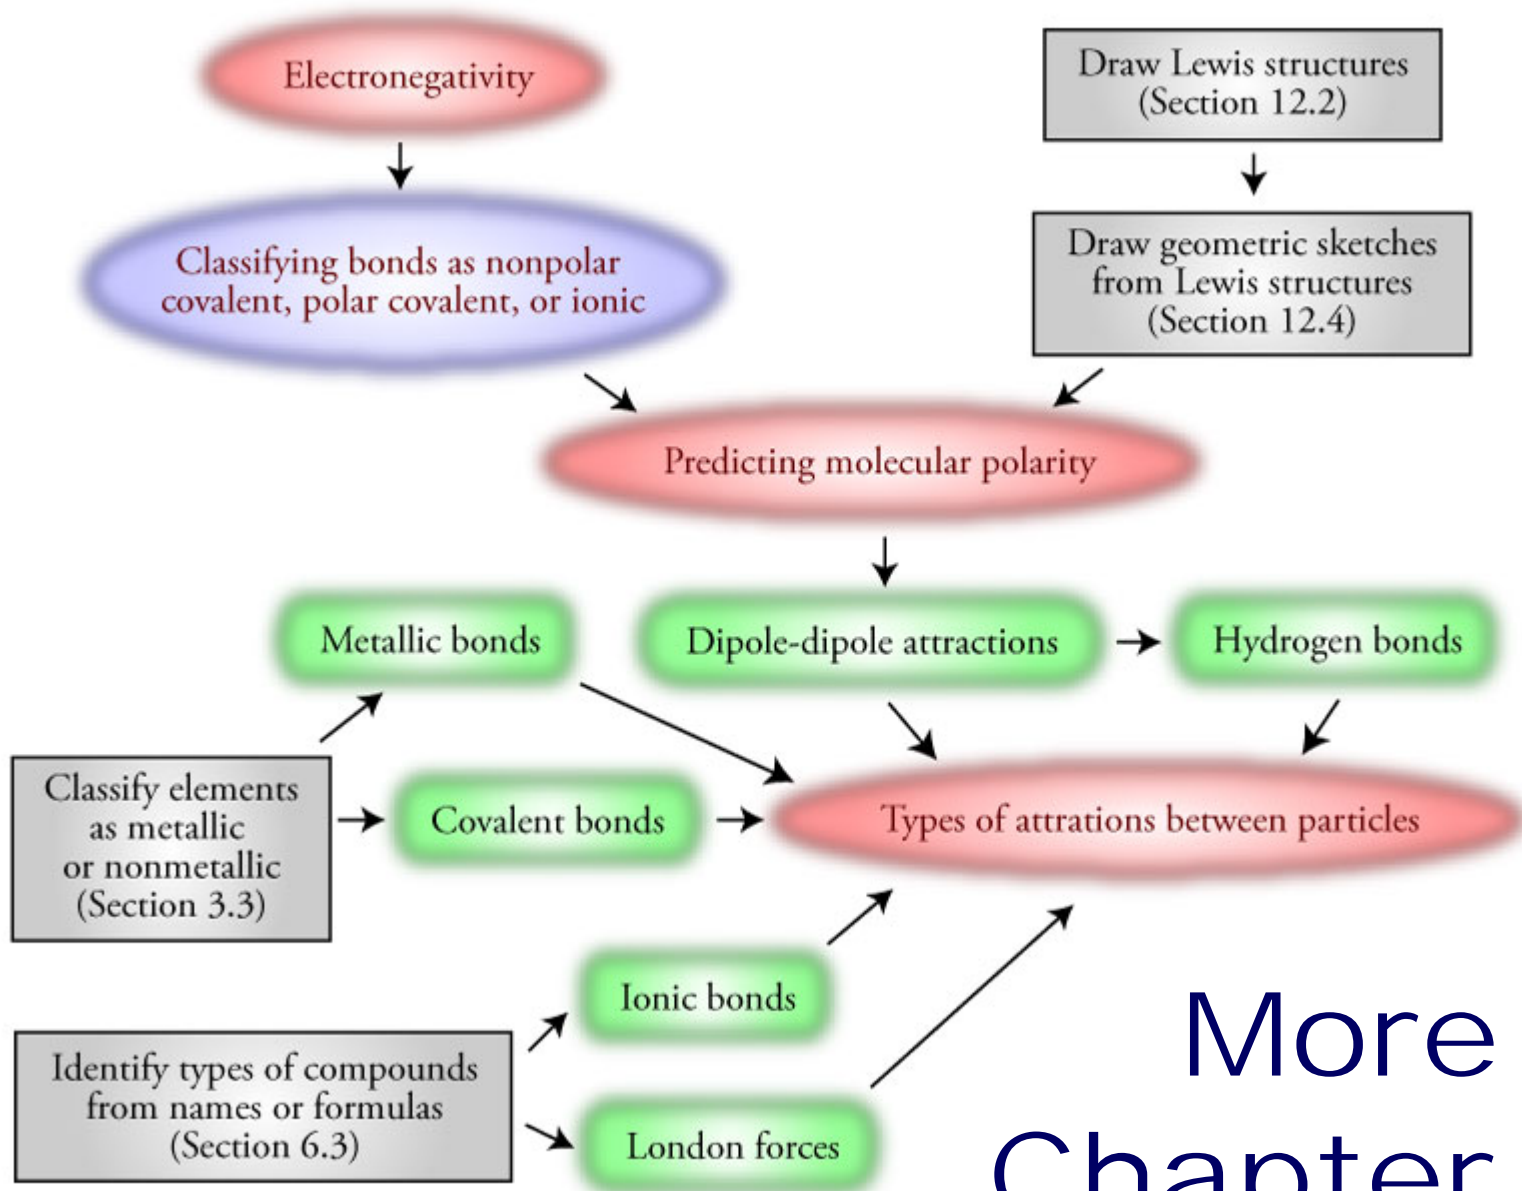 Electronegativity
Draw Lewis structures
(Section 12.2)
Classifying bonds as nonpolar
covalent, polar covalent, or ionic
Draw geometric sketches
from Lewis structures
(Section 12.4)
Predicting molecular polarity
Metallic bonds
Dipole-dipole attractions
Hydrogen bonds
Classify elements
as metallic
or nonmetallic
(Section 3.3)
Covalent bonds
Types of attrations between particles
Ionic bonds
Identify types of compounds
from names or formulas
(Section 6.3)
London forces
More
Chapter